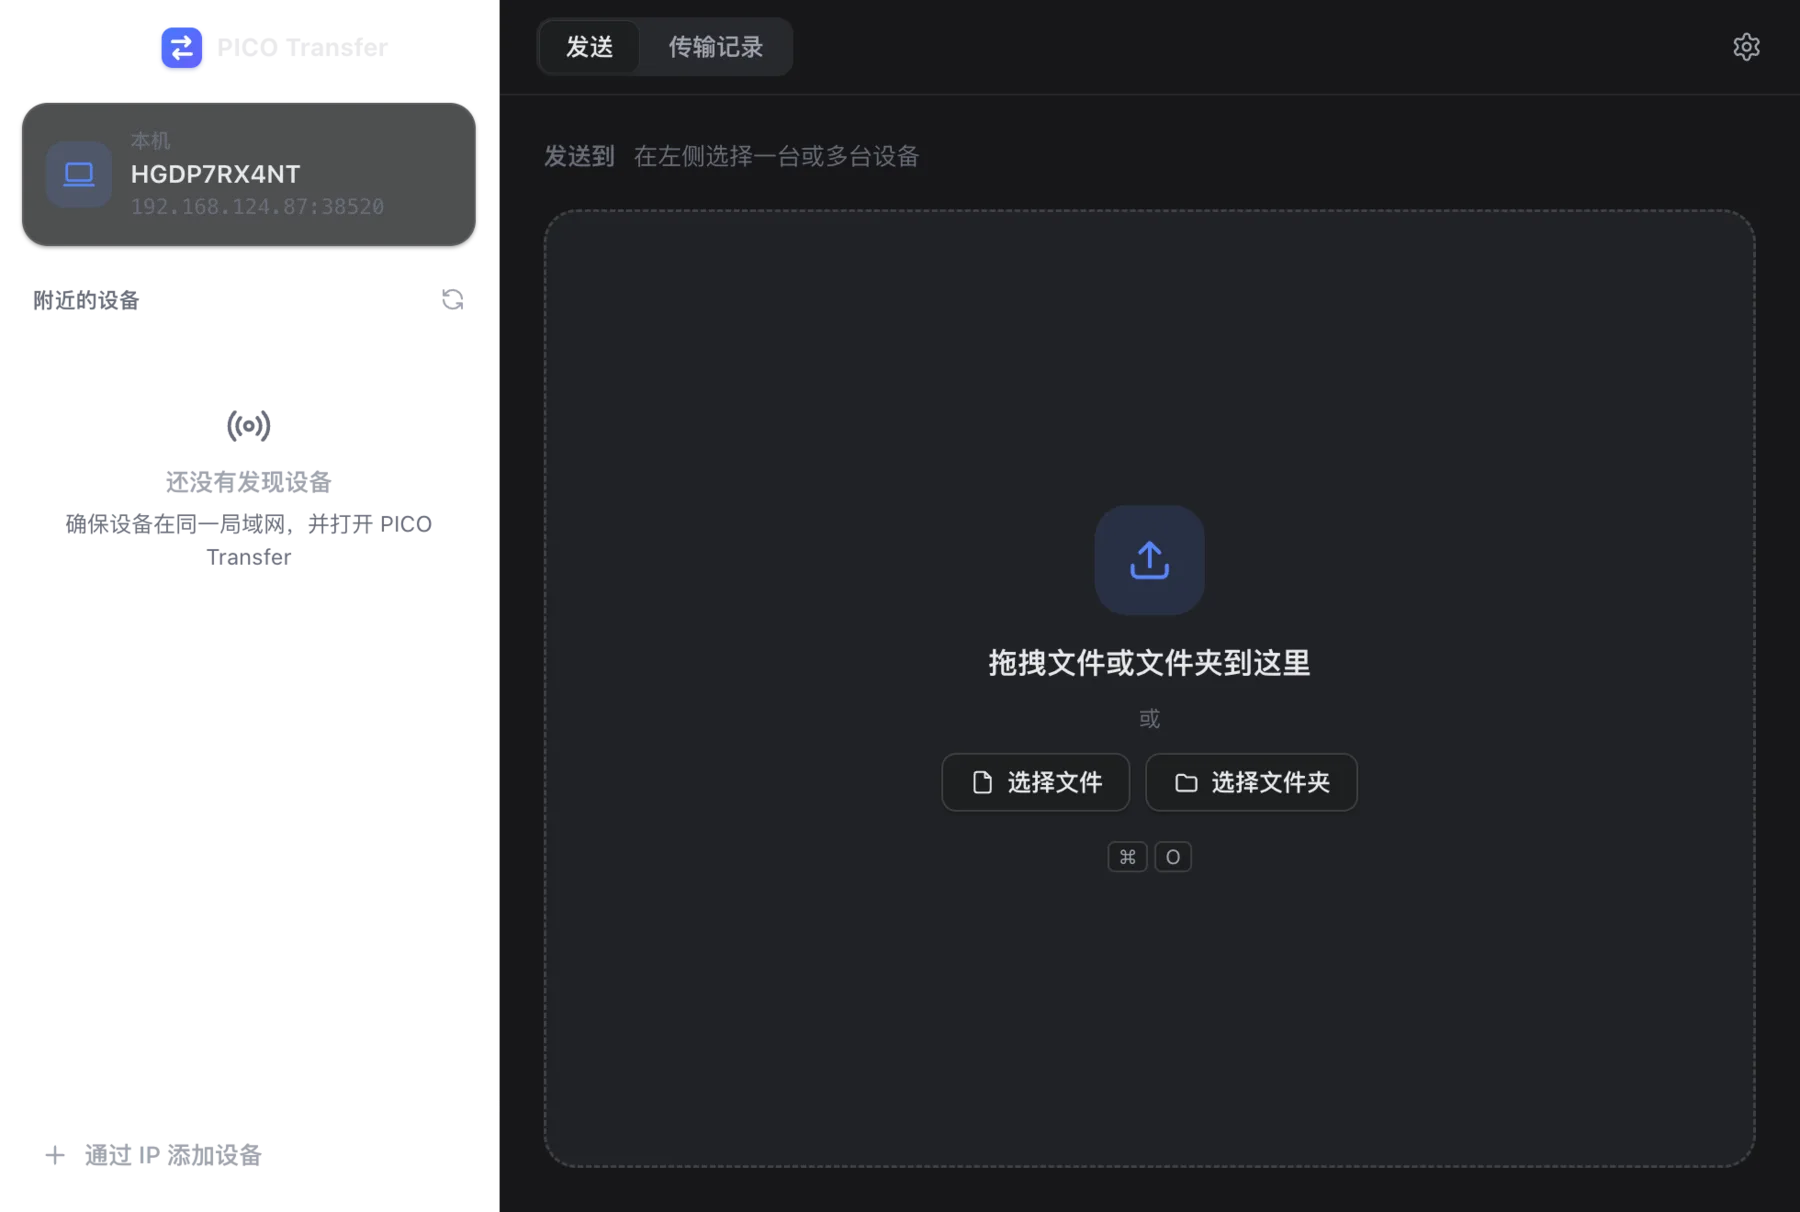 PICO Transfer
本机
HGDP7RX4NT
192.168.124.87:38520
附近的设备
还没有发现设备
确保设备在同一局域网，并打开 PICO
Transfer
通过 IP 添加设备
发送 传输记录
发送到 在左侧选择一台或多台设备
拖拽文件或文件夹到这里
或
选择文件 选择文件夹
⌘ O